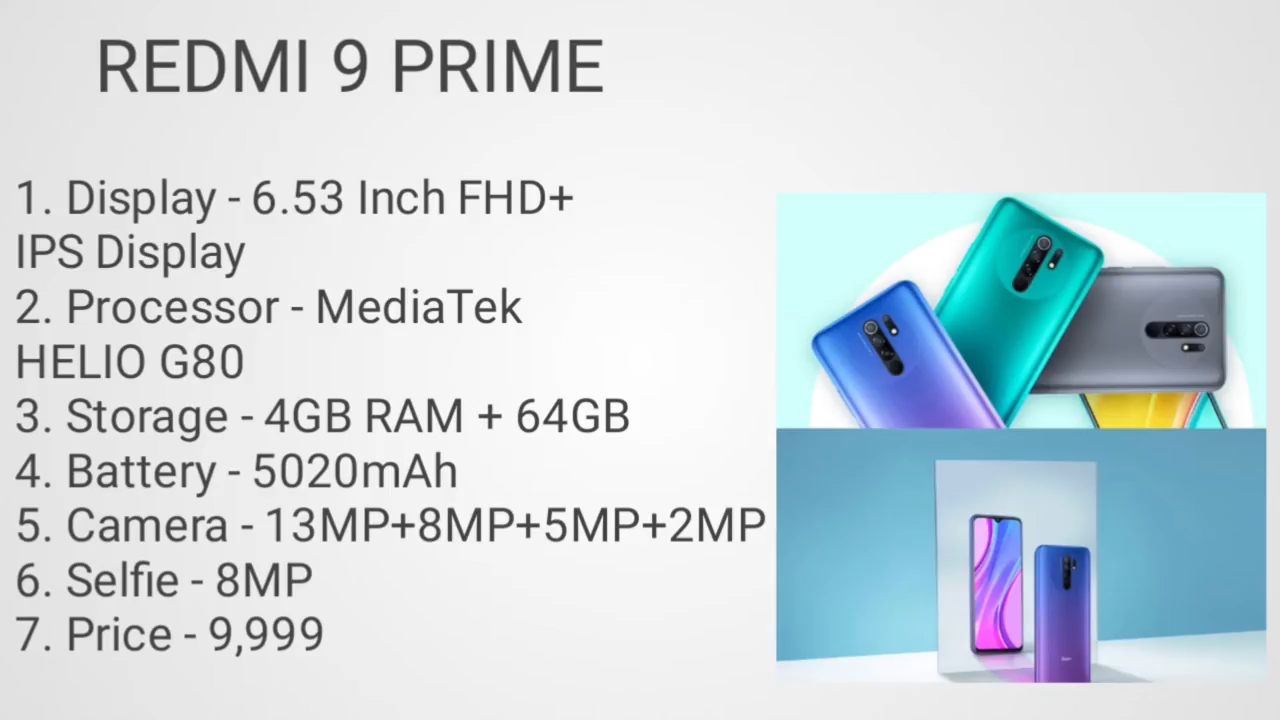 REDMI 9 PRIME
1. Display - 6.53 Inch FHD+
IPS Display
2. Processor - MediaTek
HELIO G80
3. Storage - 4GB RAM + 64GB
4. Battery - 5020mAh
5. Camera - 13MP+8MP+5MP+2MP
6. Selfie - 8MP
7. Price - 9,999